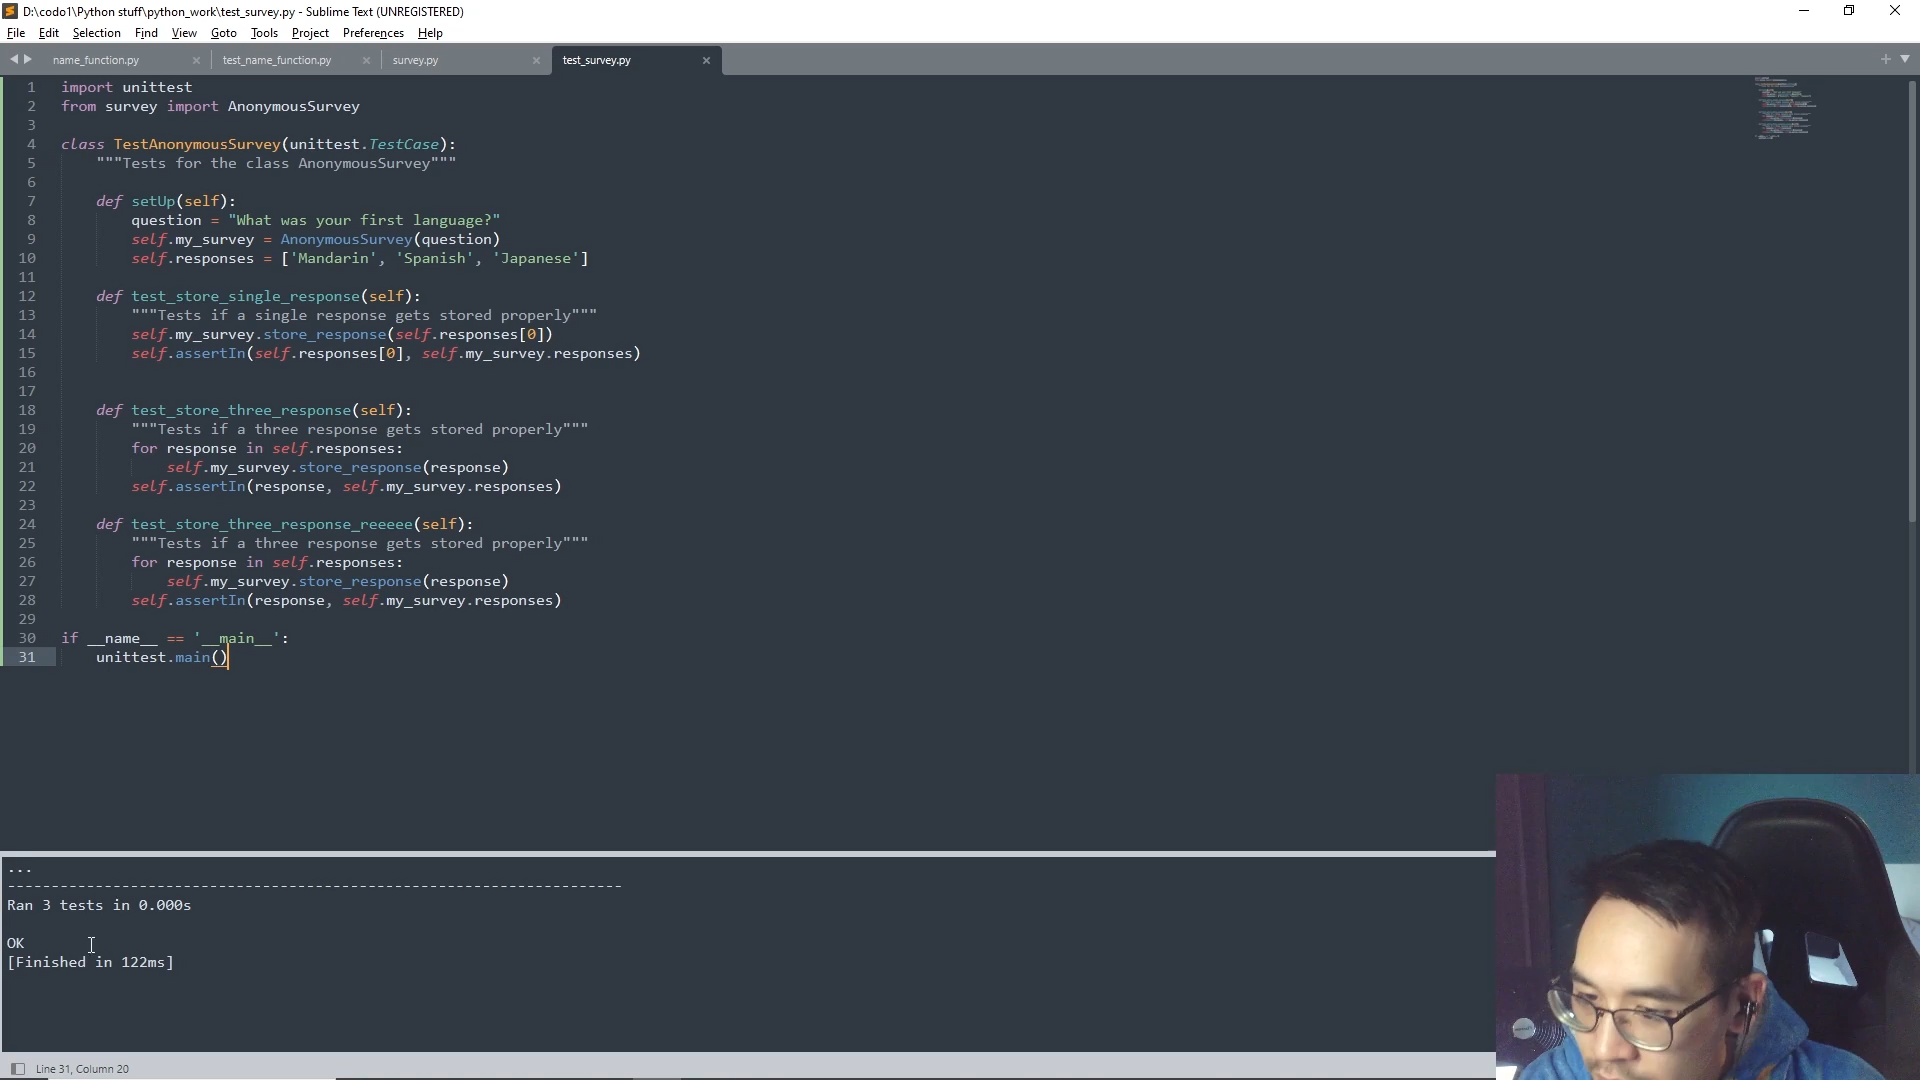 D:\codo1\Python stuff\python_work\test_survey.py - Sublime Text (UNREGISTERED)
File Edit Selection Find View Goto Tools Project Preferences Help
name_function.py test_name_function.py survey.py test_survey.py
1 import unittest
2 from survey import AnonymousSurvey
3
4 class TestAnonymousSurvey(unittest.TestCase):
5 """Tests for the class AnonymousSurvey"""
6
7 def setUp(self):
8 question = "What was your first language?"
9 self.my_survey = AnonymousSurvey(question)
10 self.responses = ['Mandarin', 'Spanish', 'Japanese']
11
12 def test_store_single_response(self):
13 """Tests if a single response gets stored properly"""
14 self.my_survey.store_response(self.responses[0])
15 self.assertIn(self.responses[0], self.my_survey.responses)
16
17
18 def test_store_three_response(self):
19 """Tests if a three response gets stored properly"""
20 for response in self.responses:
21 self.my_survey.store_response(response)
22 self.assertIn(response, self.my_survey.responses)
23
24 def test_store_three_response_reeeee(self):
25 """Tests if a three response gets stored properly"""
26 for response in self.responses:
27 self.my_survey.store_response(response)
28 self.assertIn(response, self.my_survey.responses)
29
30 if __name__ == '__main__':
31 unittest.main()
...
----------------------------------------------------------------------
Ran 3 tests in 0.000s
OK
[Finished in 122ms]
Line 31, Column 20